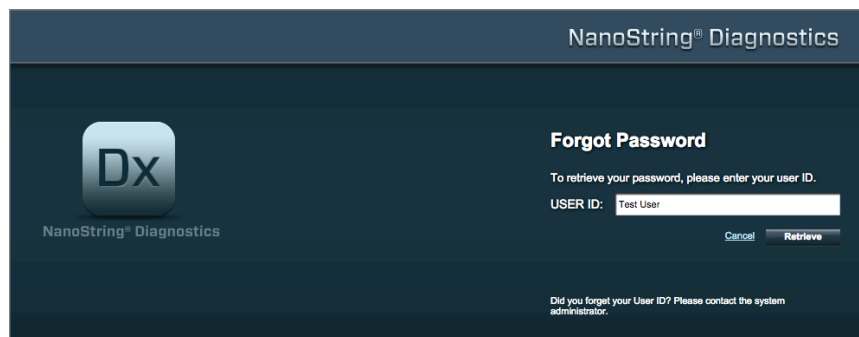 NanoString® Diagnostics
Dx
NanoString® Diagnostics
Forgot Password
To retrieve your password, please enter your user ID.
USER ID: Test User
Cancel Retrieve
Did you forget your User ID? Please contact the system
administrator.